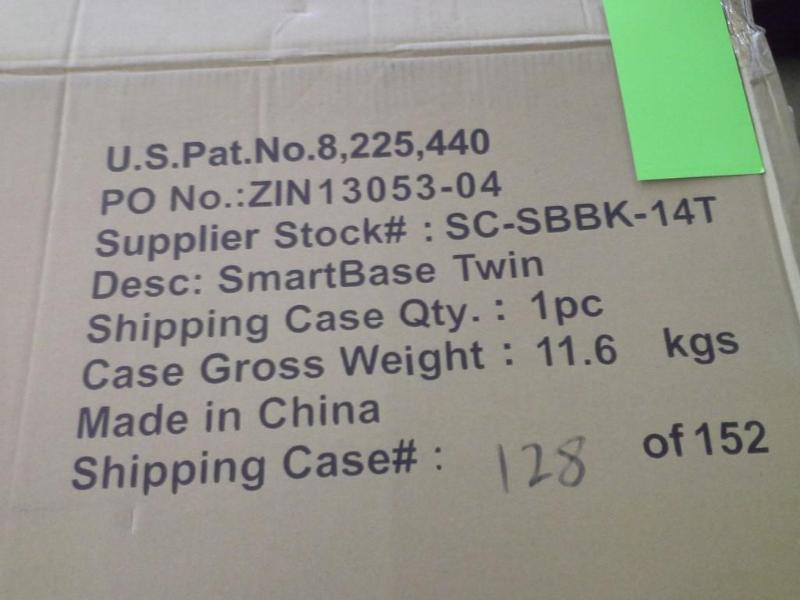 U.S.Pat.No.8,225,440
PO No.:ZIN13053-04
Supplier Stock# : SC-SBBK-14T
Desc: SmartBase Twin
Shipping Case Qty. : 1pc
Case Gross Weight : 11.6 kgs
Made in China
Shipping Case# : 128 of 152